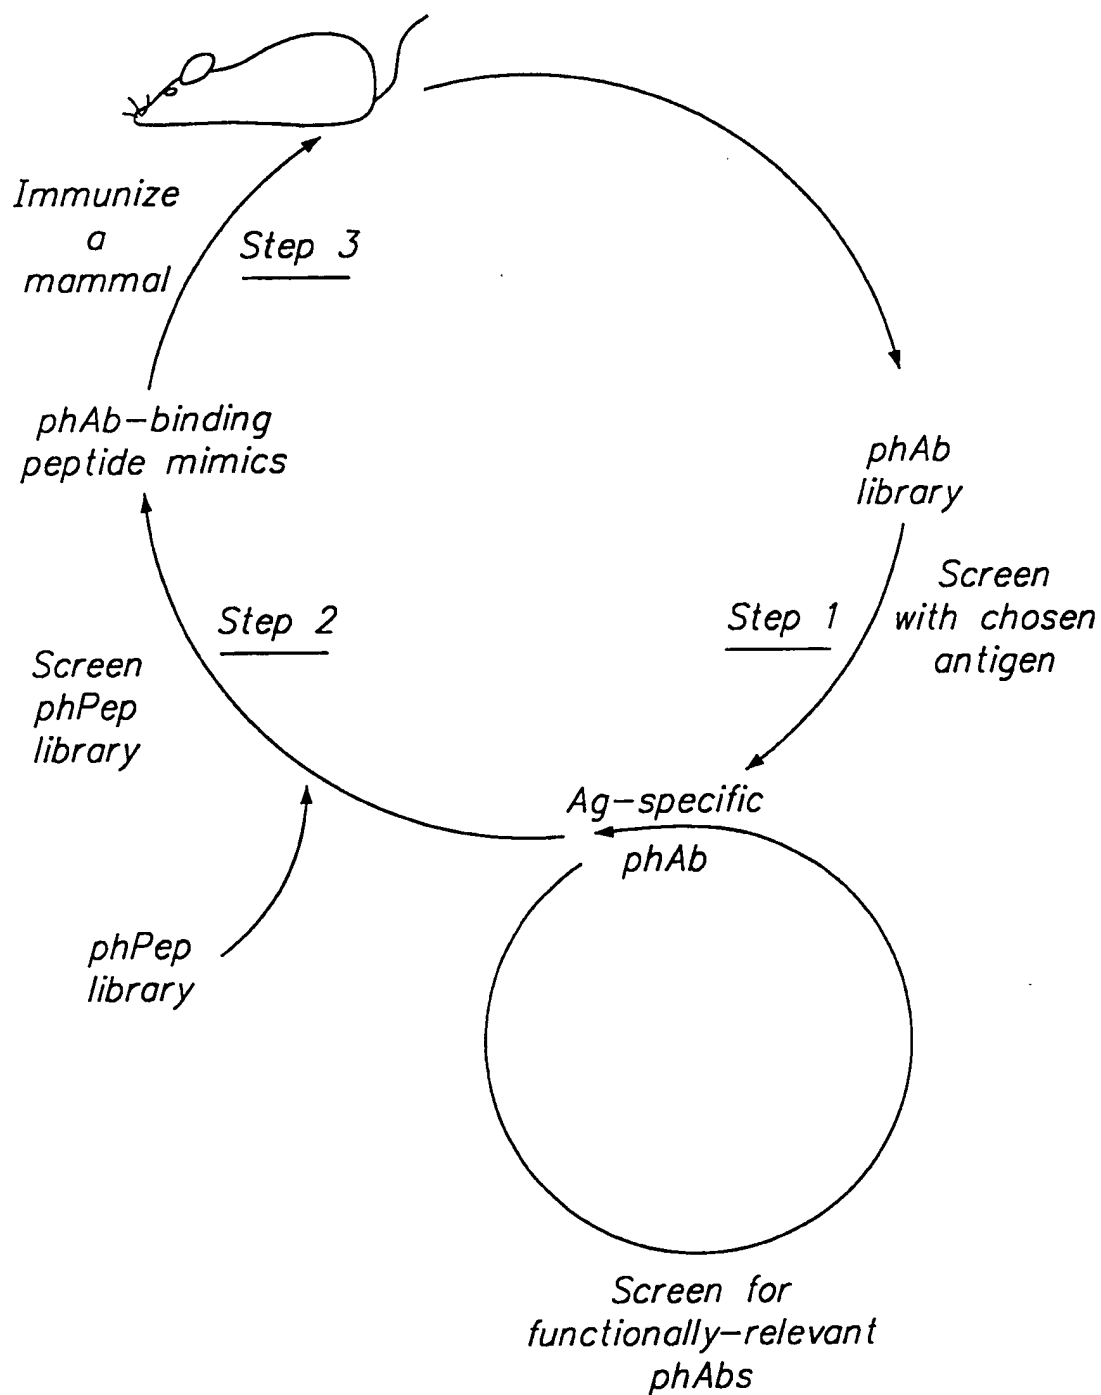 Immunize
a
mammal
Step 3
phAb-binding
peptide mimics
phAb
library
Screen
with chosen
antigen
Step 1
Step 2
Screen
phPep
library
Ag-specific
phAb
phPep
library
Screen for
functionally-relevant
phAbs